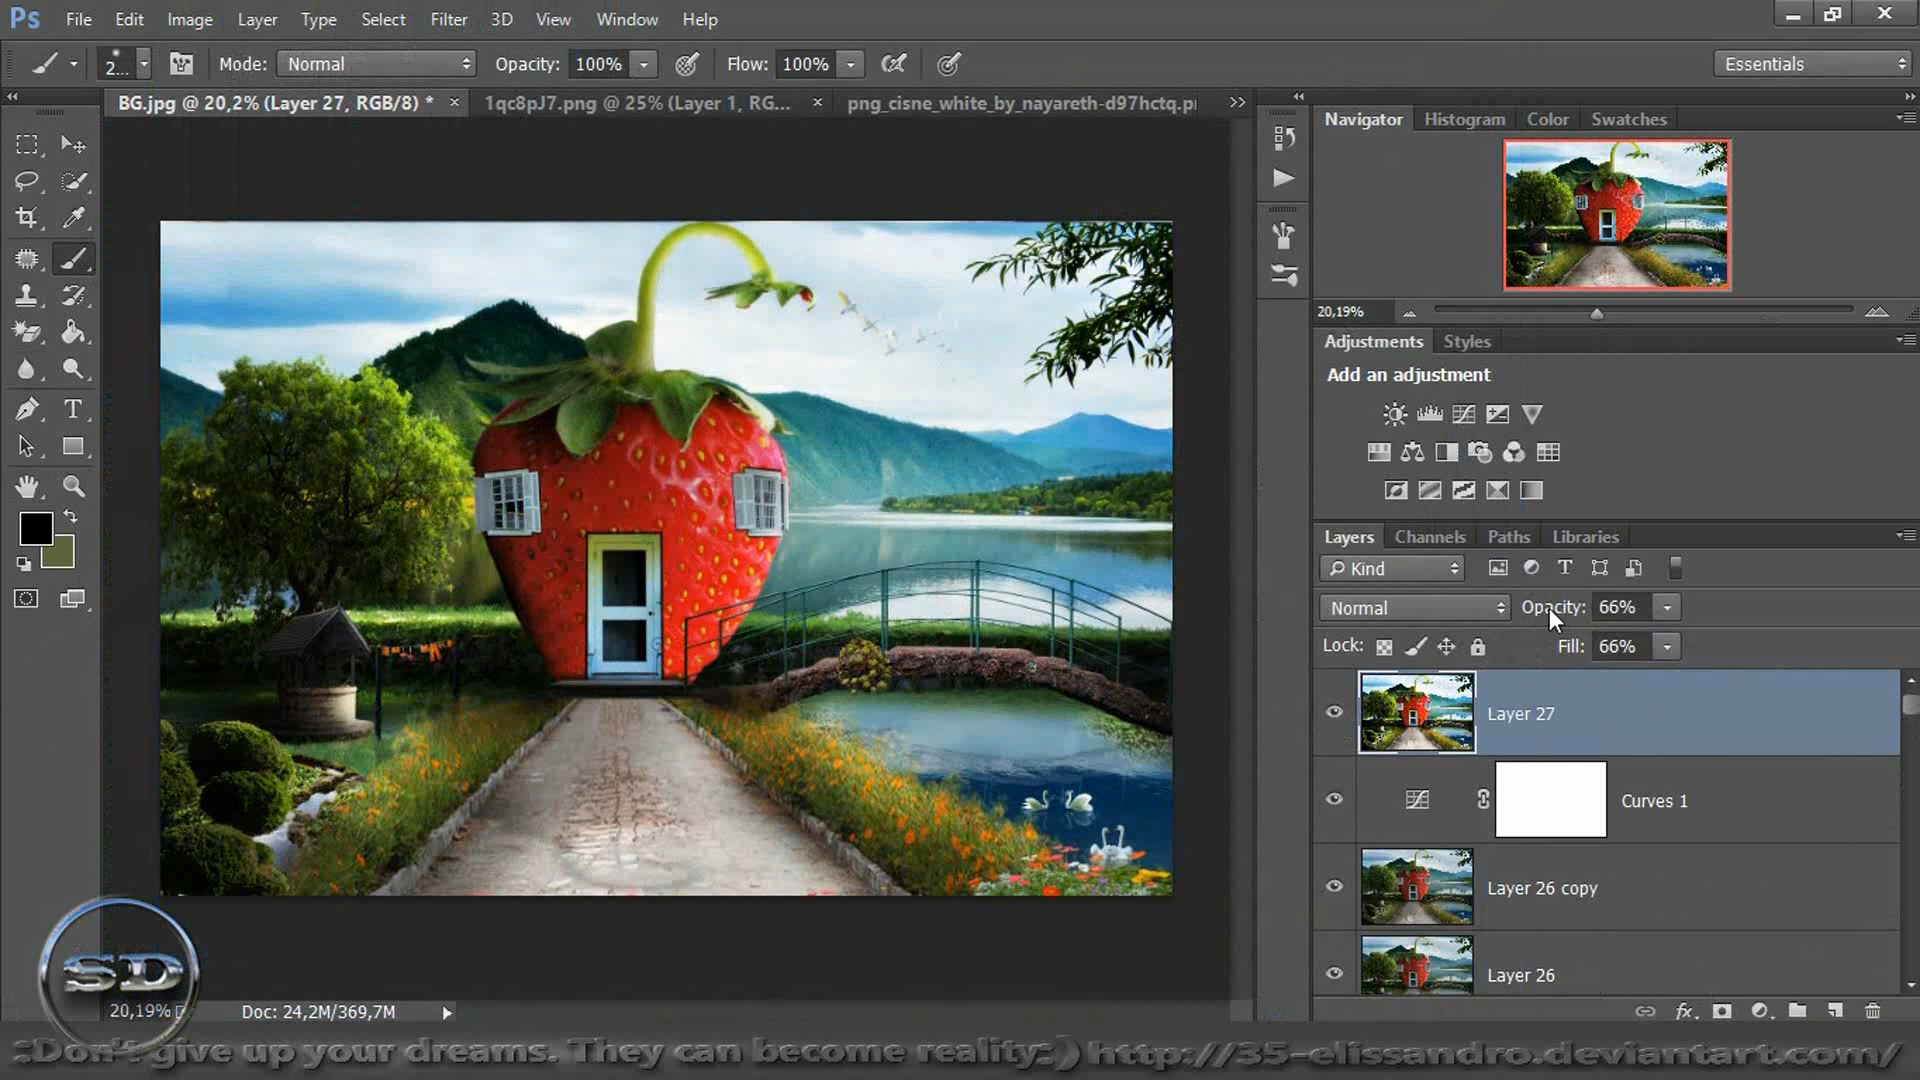 Ps File Edit Image Layer Type Select Filter 3D View Window Help
2... Mode: Normal Opacity: 100% Flow: 100% Essentials
BG.jpg @ 20,2% (Layer 27, RGB/8) * 1qc8pJ7.png @ 25% (Layer 1, RG... png_cisne_white_by_nayareth-d97hctq.p
Navigator Histogram Color Swatches
20,19%
Adjustments Styles
Add an adjustment
Layers Channels Paths Libraries
Kind
Normal Opacity: 66%
Lock: Fill: 66%
Layer 27
Curves 1
Layer 26 copy
Layer 26
fx
SD
20,19% Doc: 24,2M/369,7M
::Don't give up your dreams. They can become reality:) http://35-elissandro.deviantart.com/